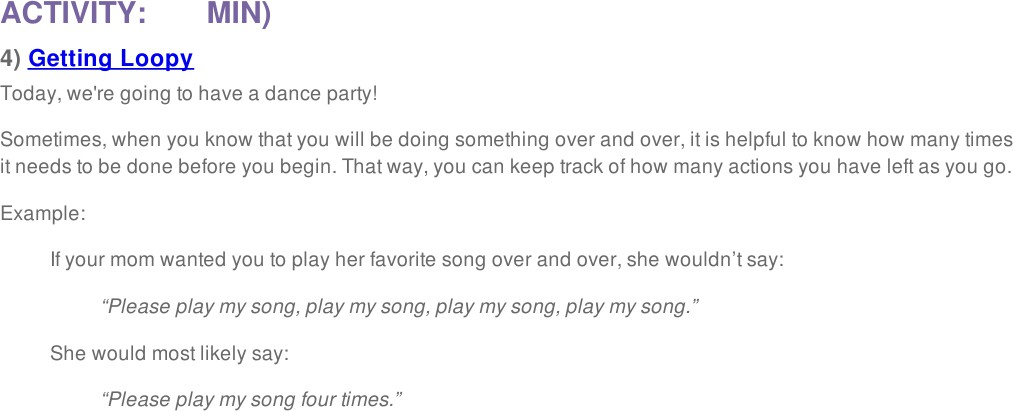 ACTIVITY: MIN)
4) Getting Loopy
Today, we're going to have a dance party!
Sometimes, when you know that you will be doing something over and over, it is helpful to know how many times
it needs to be done before you begin. That way, you can keep track of how many actions you have left as you go.
Example:
If your mom wanted you to play her favorite song over and over, she wouldn’t say:
“Please play my song, play my song, play my song, play my song.”
She would most likely say:
“Please play my song four times.”